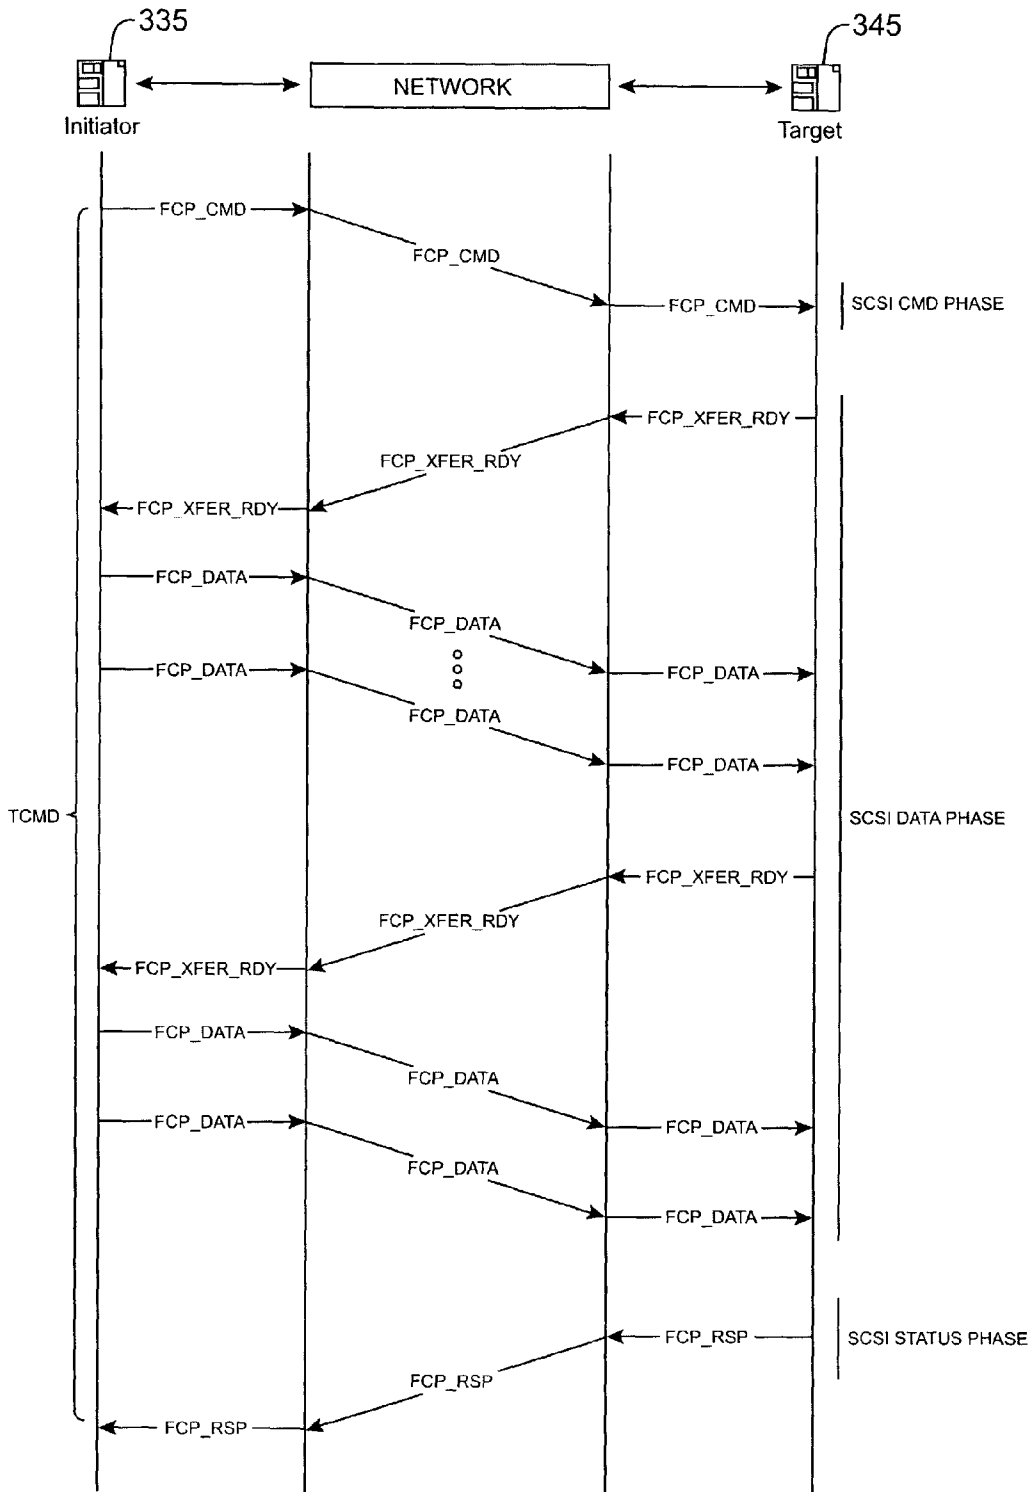 335
345
NETWORK
Initiator
Target
FCP_CMD
FCP_CMD
FCP_CMD
SCSI CMD PHASE
FCP_XFER_RDY
FCP_XFER_RDY
FCP_XFER_RDY
FCP_DATA
FCP_DATA
FCP_DATA
FCP_DATA
FCP_DATA
FCP_DATA
TCMD
SCSI DATA PHASE
FCP_XFER_RDY
FCP_XFER_RDY
FCP_XFER_RDY
FCP_DATA
FCP_DATA
FCP_DATA
FCP_DATA
FCP_DATA
FCP_DATA
FCP_RSP
SCSI STATUS PHASE
FCP_RSP
FCP_RSP